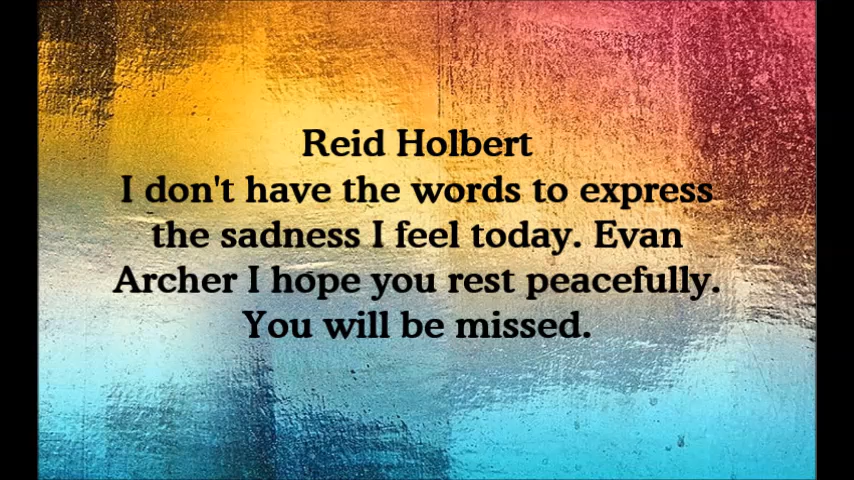 Reid Holbert
I don't have the words to express
the sadness I feel today. Evan
Archer I hope you rest peacefully.
You will be missed.